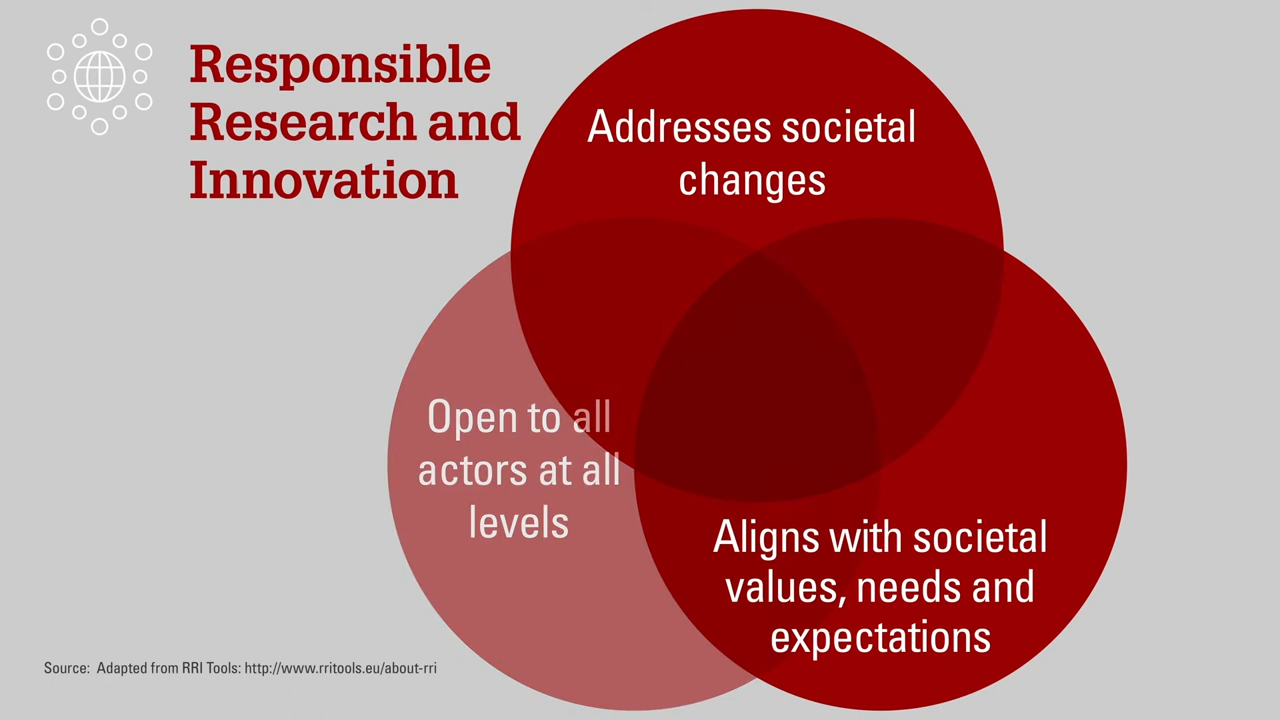 Responsible
Research and
Innovation
Addresses societal
changes
Open to all
actors at all
levels
Aligns with societal
values, needs and
expectations
Source: Adapted from RRI Tools: http://www.rritools.eu/about-rri